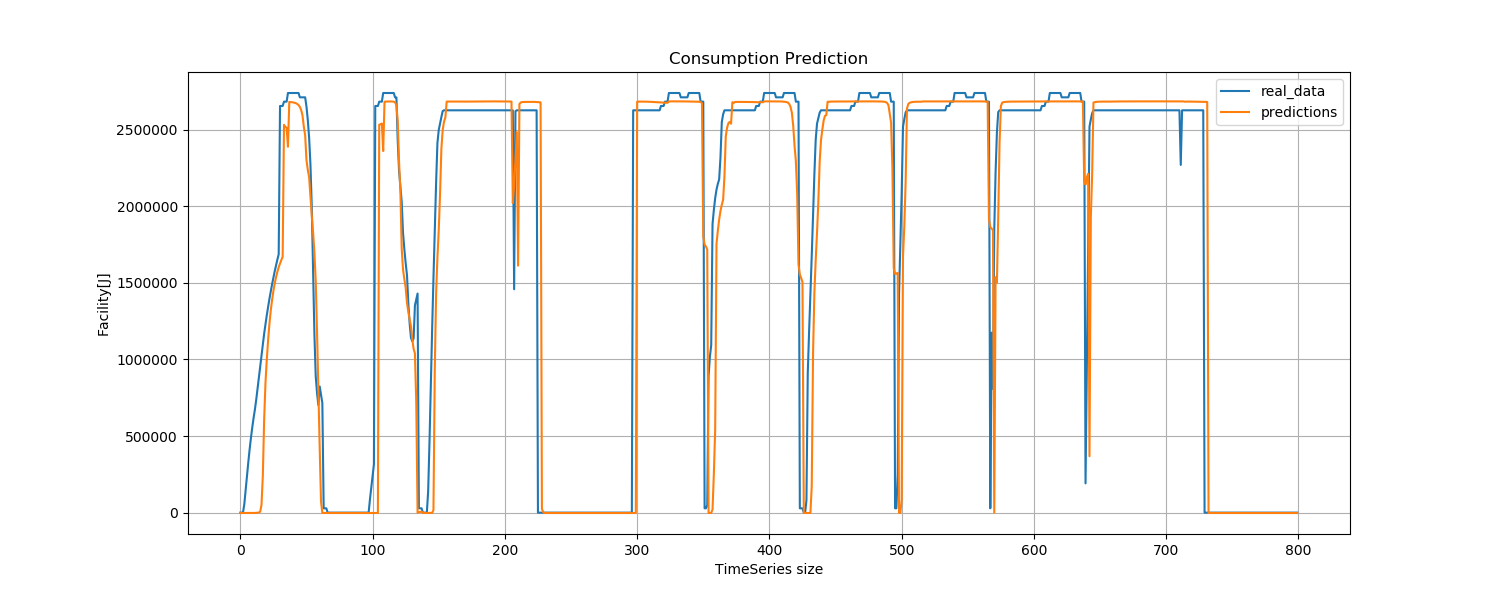 Consumption Prediction
real_data
predictions
Facility[J]
2500000
2000000
1500000
1000000
500000
0
0 100 200 300 400 500 600 700 800
TimeSeries size